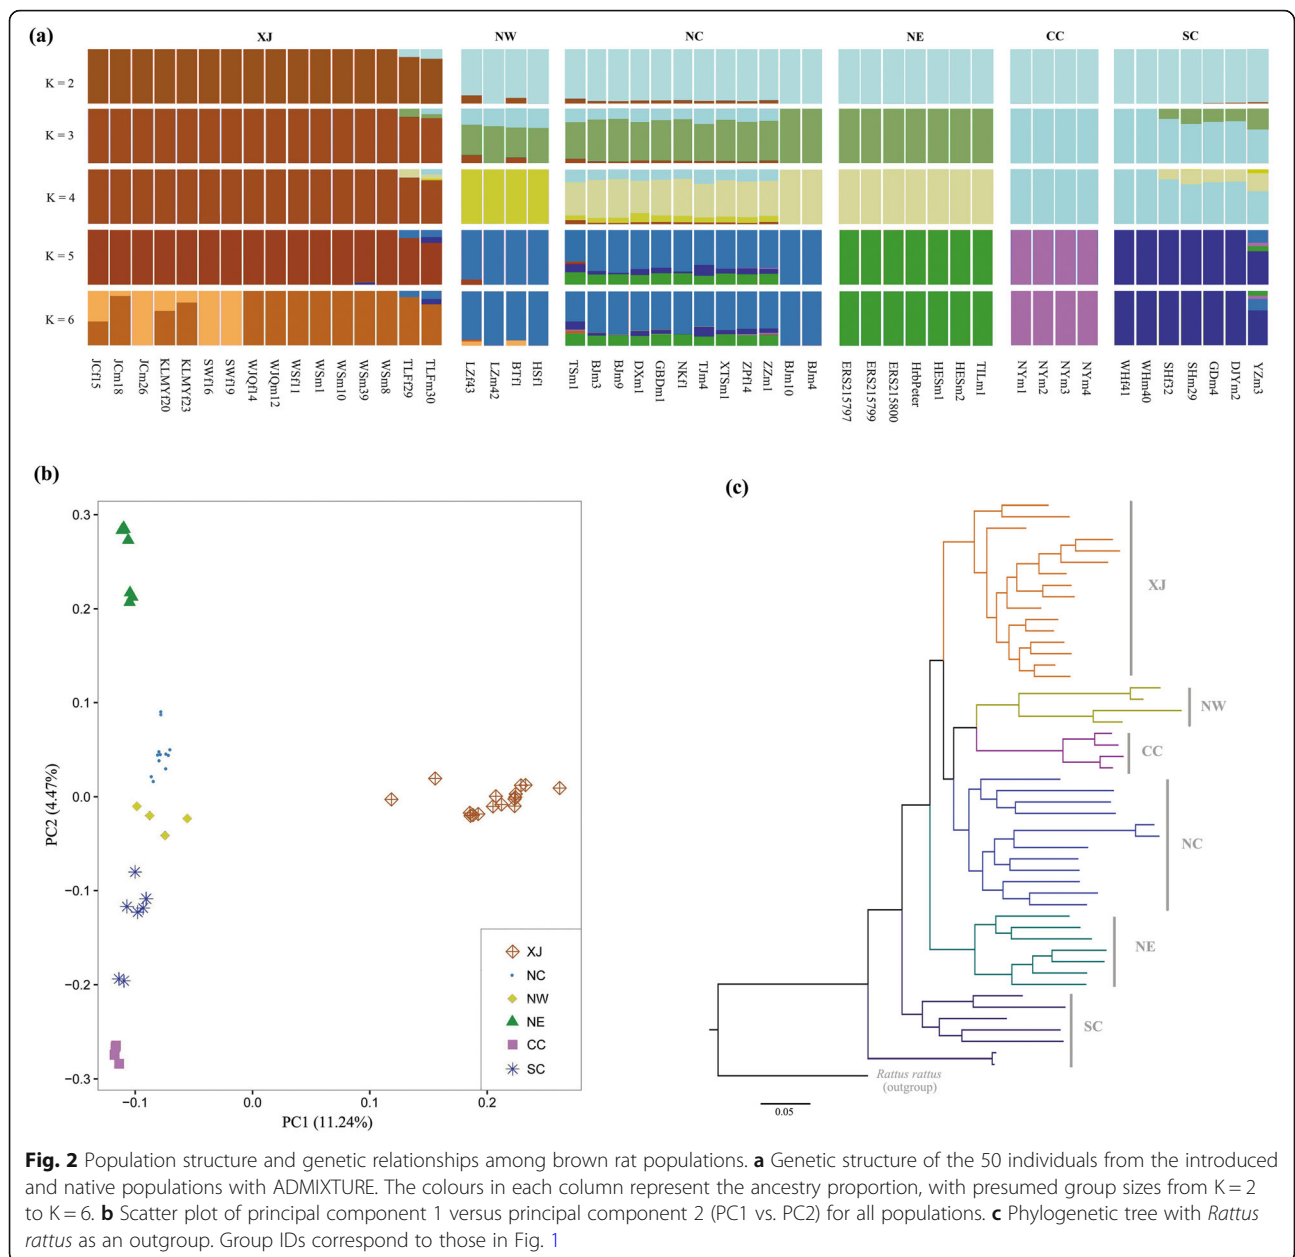 (a)
XJ NW NC NE CC SC
K = 2
K = 3
K = 4
K = 5
K = 6
JCf15 JCm18 JCm26 KLMYf20 KLMYf23 SWf16 SWf19 WJQf14 WJQm12 WSf11 WSm1 WSm10 WSm39 WSm8 TLFf29 TLFm30 LZf43 LZm42 BTf1 HSf1 TSm1 BJm3 BJm9 DXm1 GBDm1 NKf1 TJm4 XTSm1 ZPf14 ZZm1 BJm10 BJm4 ERS215797 ERS215799 ERS215800 HrbPeter HESm1 HESm2 TILm1 NYm1 NYm2 NYm3 NYm4 WHf41 WHm40 SHf32 SHm29 GDm4 DJYm2 YZm3
(b)
0.3
0.2
0.1
0.0
−0.1
−0.2
−0.3
PC2 (4.47%)
−0.1 0.0 0.1 0.2
PC1 (11.24%)
XJ
NC
NW
NE
CC
SC
(c)
XJ
NW
CC
NC
NE
SC
Rattus rattus
(outgroup)
0.05
Fig. 2 Population structure and genetic relationships among brown rat populations. a Genetic structure of the 50 individuals from the introduced
and native populations with ADMIXTURE. The colours in each column represent the ancestry proportion, with presumed group sizes from K = 2
to K = 6. b Scatter plot of principal component 1 versus principal component 2 (PC1 vs. PC2) for all populations. c Phylogenetic tree with Rattus
rattus as an outgroup. Group IDs correspond to those in Fig. 1